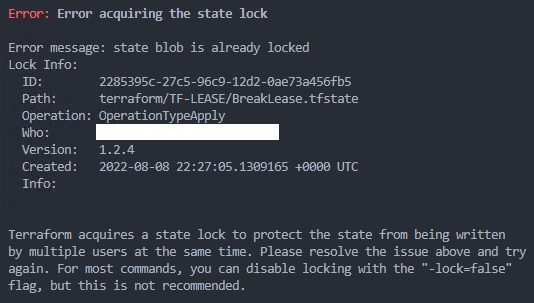 Error: Error acquiring the state lock
Error message: state blob is already locked
Lock Info:
ID: 2285395c-27c5-96c9-12d2-0ae73a456fb5
Path: terraform/TF-LEASE/BreakLease.tfstate
Operation: OperationTypeApply
Who:
Version: 1.2.4
Created: 2022-08-08 22:27:05.1309165 +0000 UTC
Info:
Terraform acquires a state lock to protect the state from being written
by multiple users at the same time. Please resolve the issue above and try
again. For most commands, you can disable locking with the "-lock=false"
flag, but this is not recommended.